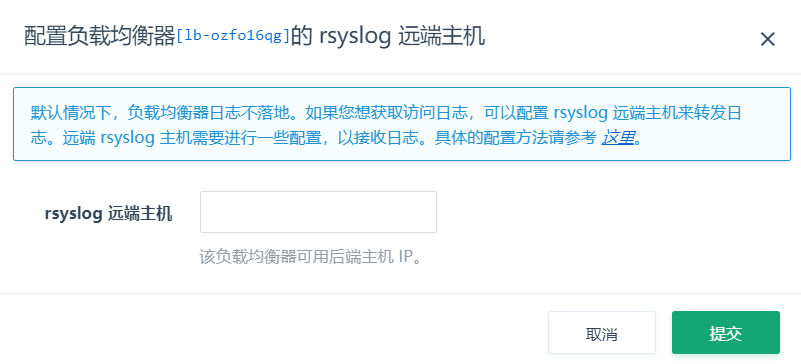 配置负载均衡器[lb-ozfo16qg]的 rsyslog 远端主机
默认情况下，负载均衡器日志不落地。如果您想获取访问日志，可以配置 rsyslog 远端主机来转发日
志。远端 rsyslog 主机需要进行一些配置，以接收日志。具体的配置方法请参考 这里。
rsyslog 远端主机
该负载均衡器可用后端主机 IP。
取消
提交